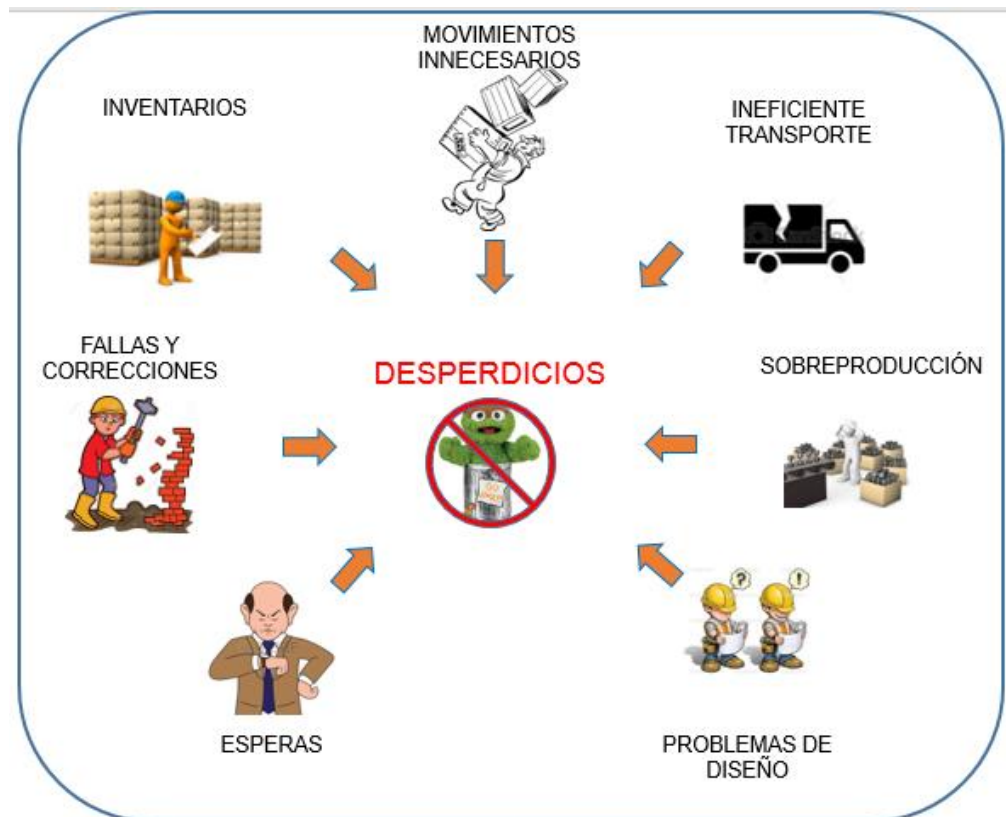 MOVIMIENTOS
INNECESARIOS
INVENTARIOS
INEFICIENTE
TRANSPORTE
FALLAS Y
CORRECCIONES
DESPERDICIOS
SOBREPRODUCCIÓN
?
!
ESPERAS
PROBLEMAS DE
DISEÑO